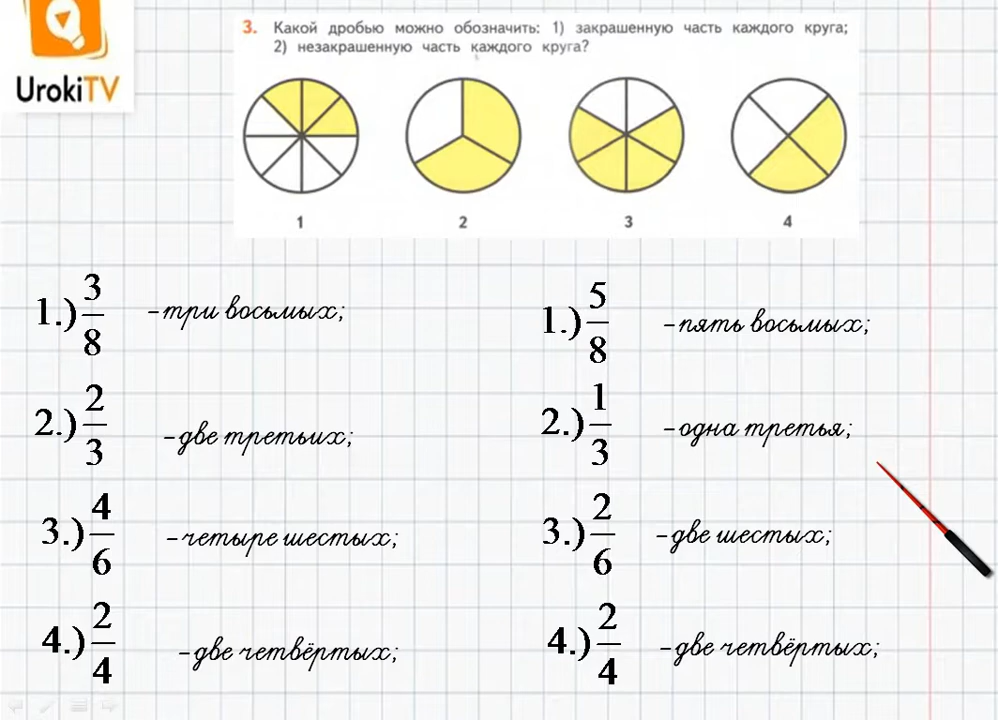 UrokiTV
3. Какой дробью можно обозначить: 1) закрашенную часть каждого круга;
2) незакрашенную часть каждого круга?
1 2 3 4
1.) 3/8 -три восьмых;
2.) 2/3 -две третьих;
3.) 4/6 -четыре шестых;
4.) 2/4 -две четвёртых;
1.) 5/8 -пять восьмых;
2.) 1/3 -одна третья;
3.) 2/6 -две шестых;
4.) 2/4 -две четвёртых;